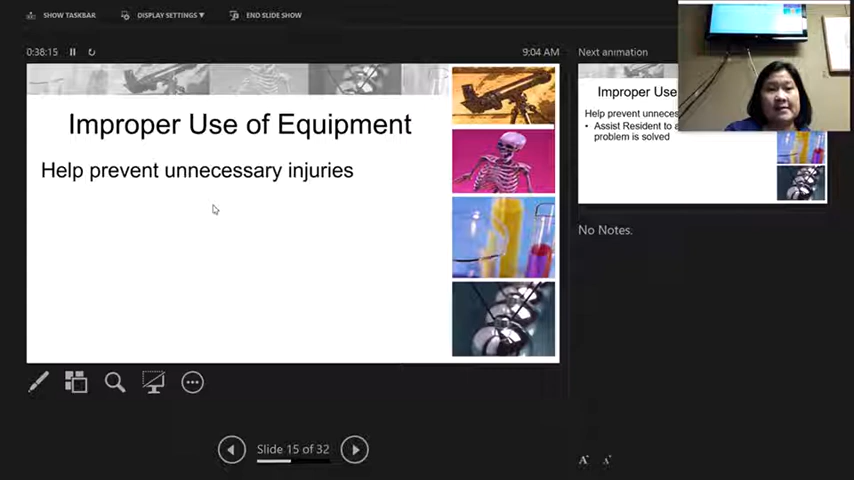 SHOW TASKBAR
DISPLAY SETTINGS ▼
END SLIDE SHOW
0:38:15
9:04 AM
Next animation
Improper Use of Equipment
Help prevent unnecessary injuries
Improper Use
Help prevent unneces
• Assist Resident to a
problem is solved
No Notes.
Slide 15 of 32
A
A